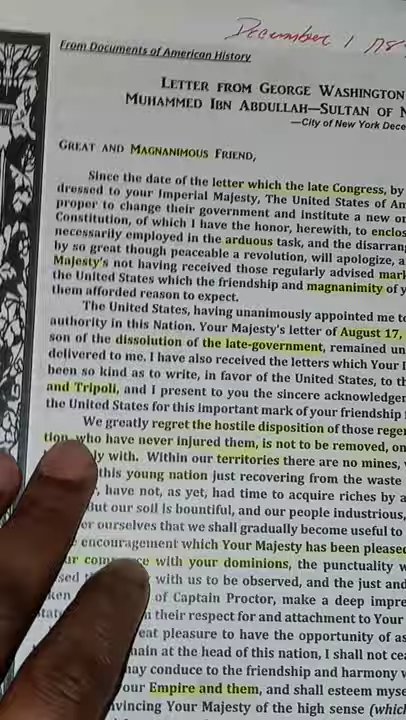 December 1 178
From Documents of American History
LETTER FROM GEORGE WASHINGTON
MUHAMMED IBN ABDULLAH—SULTAN OF
—City of New York Dece
GREAT AND MAGNANIMOUS FRIEND,
Since the date of the letter which the late Congress, by
dressed to your Imperial Majesty, The United States of Am
proper to change their government and institute a new
Constitution, of which I have the honor, herewith, to enclos
necessarily employed in the arduous task, and the disarran
by so great though peaceable a revolution, will apologize, a
Majesty's not having received those regularly advised mar
the United States which the friendship and magnanimity of y
them afforded reason to expect.
The United States, having unanimously appointed me to
authority in this Nation. Your Majesty's letter of August 17,
son of the dissolution of the late-government, remained un
delivered to me. I have also received the letters which Your I
been so kind as to write, in favor of the United States, to th
and Tripoli, and I present to you the sincere acknowledge
the United States for this important mark of your friendship
We greatly regret the hostile disposition of those rege
tion, who have never injured them, is not to be removed, on
ly with. Within our territories there are no mines,
this young nation just recovering from the waste
, have not, as yet, had time to acquire riches by a
But our soil is bountiful, and our people industrious,
er ourselves that we shall gradually become useful to
encouragement which Your Majesty has been please
with your dominions, the punctuality w
sed with us to be observed, and the just and
of Captain Proctor, make a deep impre
their respect for and attachment to Your
eat pleasure to have the opportunity of as
ain at the head of this nation, I shall not cea
may conduce to the friendship and harmony
our Empire and them, and shall esteem myse
vincing Your Majesty of the high sense (which